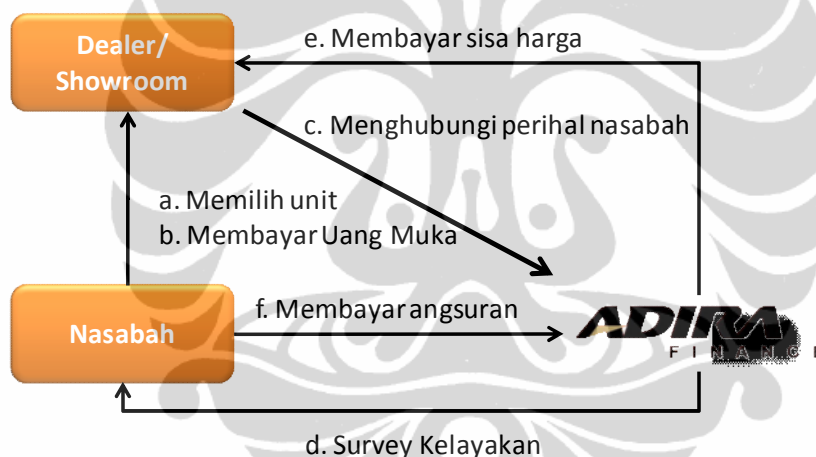 Dealer/
Showroom
e. Membayar sisa harga
c. Menghubungi perihal nasabah
a. Memilih unit
b. Membayar Uang Muka
Nasabah
f. Membayar angsuran
ADIRA
FINANCE
d. Survey Kelayakan